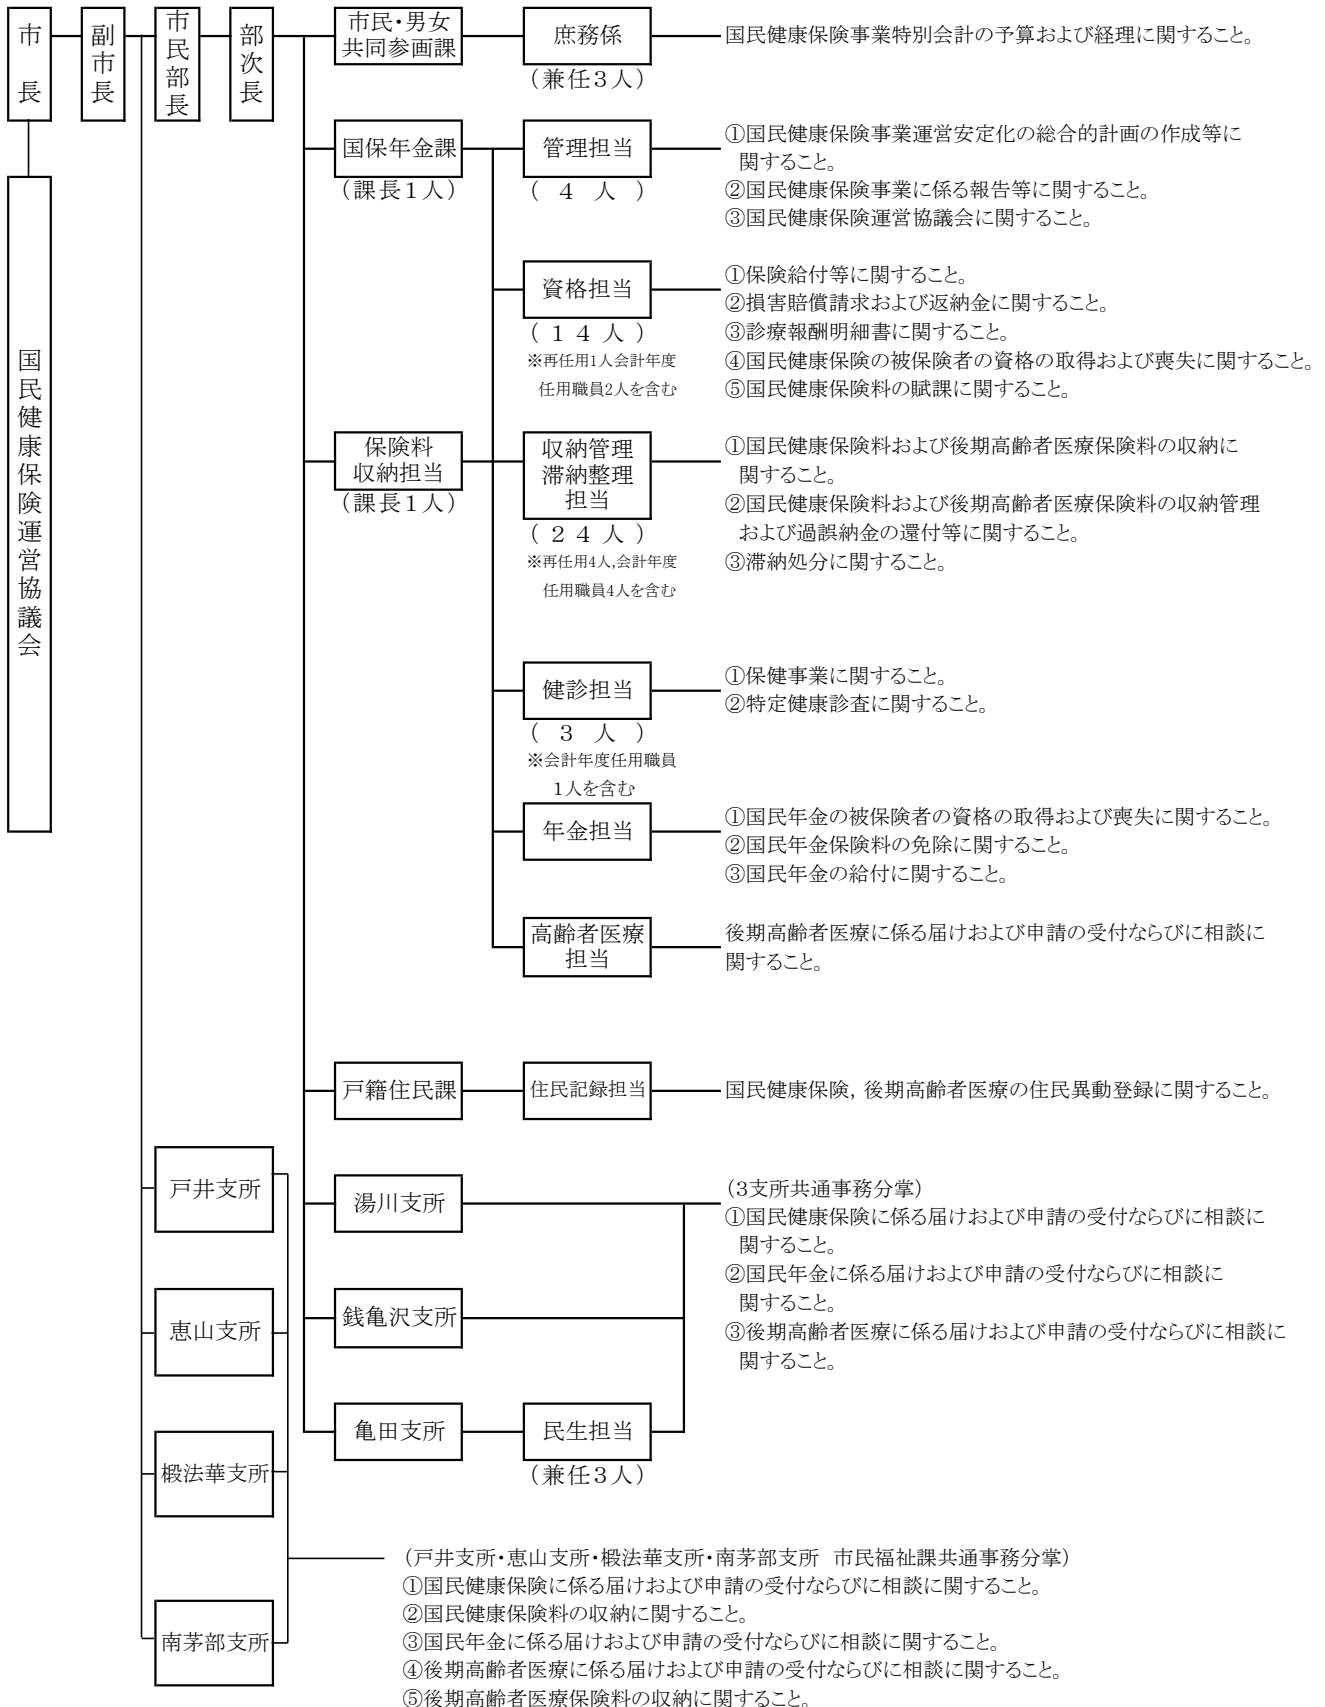 市長
副市長
市民部長
部次長
市民・男女
共同参画課
庶務係
(兼任3人)
国民健康保険事業特別会計の予算および経理に関すること。
国民健康保険運営協議会
国保年金課
(課長1人)
管理担当
(4人)
①国民健康保険事業運営安定化の総合的計画の作成等に
関すること。
②国民健康保険事業に係る報告等に関すること。
③国民健康保険運営協議会に関すること。
資格担当
(14人)
※再任用1人会計年度
任用職員2人を含む
①保険給付等に関すること。
②損害賠償請求および返納金に関すること。
③診療報酬明細書に関すること。
④国民健康保険の被保険者の資格の取得および喪失に関すること。
⑤国民健康保険料の賦課に関すること。
保険料
収納担当
(課長1人)
収納管理
滞納整理
担当
(24人)
※再任用4人,会計年度
任用職員4人を含む
①国民健康保険料および後期高齢者医療保険料の収納に
関すること。
②国民健康保険料および後期高齢者医療保険料の収納管理
および過誤納金の還付等に関すること。
③滞納処分に関すること。
健診担当
(3人)
※会計年度任用職員
1人を含む
①保健事業に関すること。
②特定健康診査に関すること。
年金担当
①国民年金の被保険者の資格の取得および喪失に関すること。
②国民年金保険料の免除に関すること。
③国民年金の給付に関すること。
高齢者医療
担当
後期高齢者医療に係る届けおよび申請の受付ならびに相談に
関すること。
戸籍住民課
住民記録担当
国民健康保険,後期高齢者医療の住民異動登録に関すること。
戸井支所
恵山支所
椴法華支所
南茅部支所
湯川支所
銭亀沢支所
亀田支所
民生担当
(兼任3人)
(3支所共通事務分掌)
①国民健康保険に係る届けおよび申請の受付ならびに相談に
関すること。
②国民年金に係る届けおよび申請の受付ならびに相談に
関すること。
③後期高齢者医療に係る届けおよび申請の受付ならびに相談に
関すること。
(戸井支所・恵山支所・椴法華支所・南茅部支所 市民福祉課共通事務分掌)
①国民健康保険に係る届けおよび申請の受付ならびに相談に関すること。
②国民健康保険料の収納に関すること。
③国民年金に係る届けおよび申請の受付ならびに相談に関すること。
④後期高齢者医療に係る届けおよび申請の受付ならびに相談に関すること。
⑤後期高齢者医療保険料の収納に関すること。